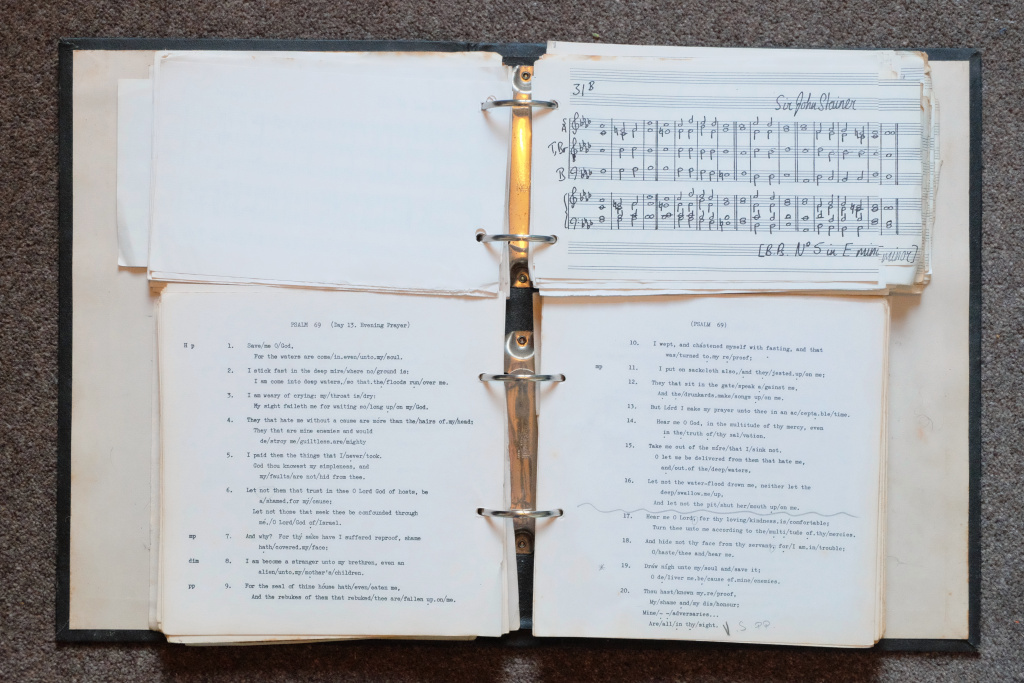 31 B
Sir John Stainer
S
A
T, Bar
B
[B.B. No 5 in E minor]
PSALM 69 (Day 13. Evening Prayer)
S p 1. Save/me O/God,
For the waters are come/in.even/unto.my/soul.
2. I stick fast in the deep mire/where no/ground is:
I am come into deep waters,/so that.the/floods run/over me.
3. I am weary of crying; my/throat is/dry:
My sight faileth me for waiting so/long up/on my/God.
4. They that hate me without a cause are more than the/hairs of.my/head:
They that are mine enemies and would
de/stroy me/guiltless.are/mighty
5. I paid them the things that I/never/took.
God thou knowest my simpleness, and
my/faults/are not/hid from thee.
6. Let not them that trust in thee O Lord God of hosts, be
a/shamed.for my/cause:
Let not those that seek thee be confounded through
me,/O Lord/God of/Israel.
mp 7. And why? For thy sake have I suffered reproof, shame
hath/covered.my/face:
dim 8. I am become a stranger unto my brethren, even an
alien/unto.my/mother's/children.
pp 9. For the zeal of thine house hath/even/eaten me,
And the rebukes of them that rebuked/thee are/fallen up.on/me.
(PSALM 69)
10. I wept, and chastened myself with fasting, and that
was/turned to.my re/proof:
mp 11. I put on sackcloth also,/and they/jested.up/on me;
12. They that sit in the gate/speak a/gainst me.
And the/drunkards.make/songs up/on me.
13. But Lord I make my prayer unto thee in an ac/cepta.ble/time.
14. Hear me O God, in the multitude of thy mercy, even
in the/truth of/thy sal/vation.
15. Take me out of the mire/that I/sink not.
O let me be delivered from them that hate me,
and/out.of the/deep/waters.
16. Let not the water-flood drown me, neither let the
deep/swallow.me/up,
And let not the pit/shut her/mouth up/on me.
17. Hear me O Lord, for thy loving/kindness.is/comfortable;
Turn thee unto me according to the/multi/tude of.thy/mercies.
18. And hide not thy face from thy servant, for/I am.in/trouble;
O/haste/thee and/hear me.
19. Draw nigh unto my/soul and/save it;
O de/liver me.be/cause of.mine/enemies.
20. Thou hast/known my.re/proof,
My/shame and/my dis/honour;
Mine/- -/adversaries...
Are/all/in thy/sight. S. PP.